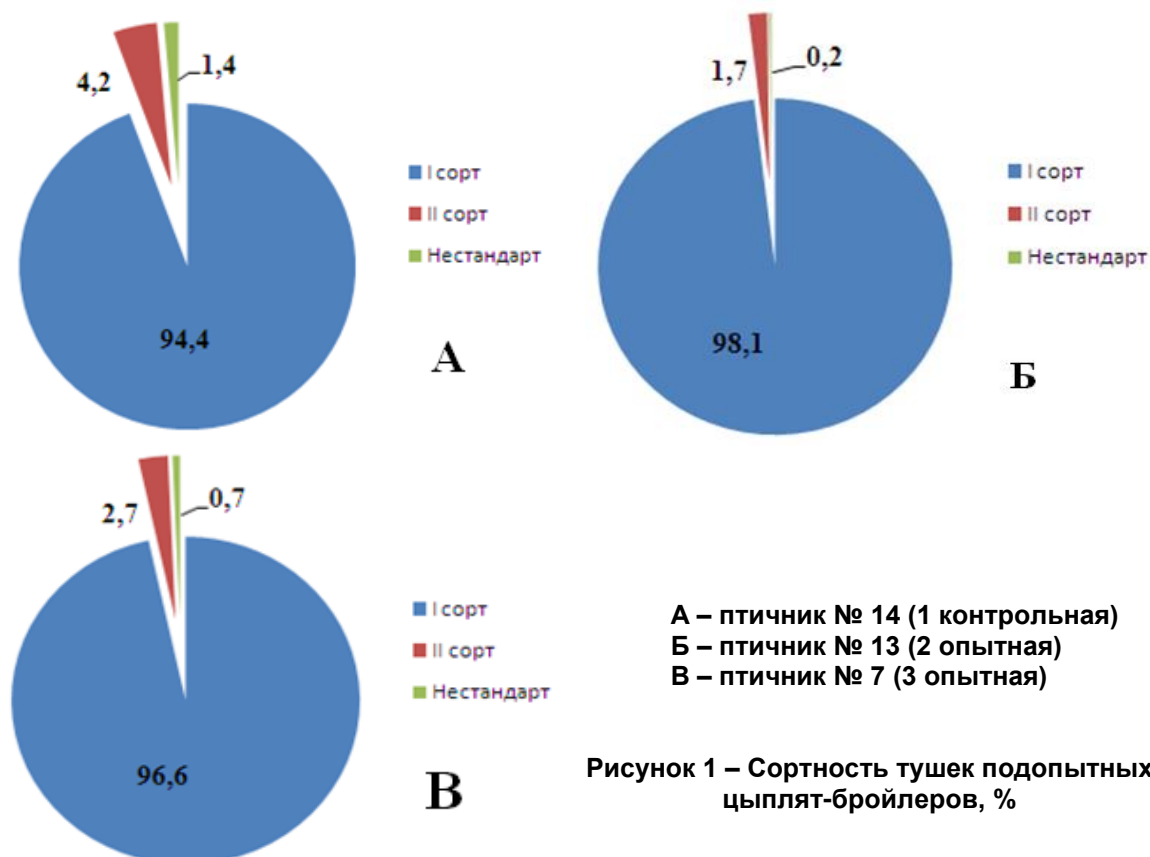 4,2
1,4
I сорт
II сорт
Нестандарт
94,4
А
1,7
0,2
I сорт
II сорт
Нестандарт
98,1
Б
2,7
0,7
I сорт
II сорт
Нестандарт
96,6
В
А – птичник № 14 (1 контрольная)
Б – птичник № 13 (2 опытная)
В – птичник № 7 (3 опытная)
Рисунок 1 – Сортность тушек подопытных
цыплят-бройлеров, %